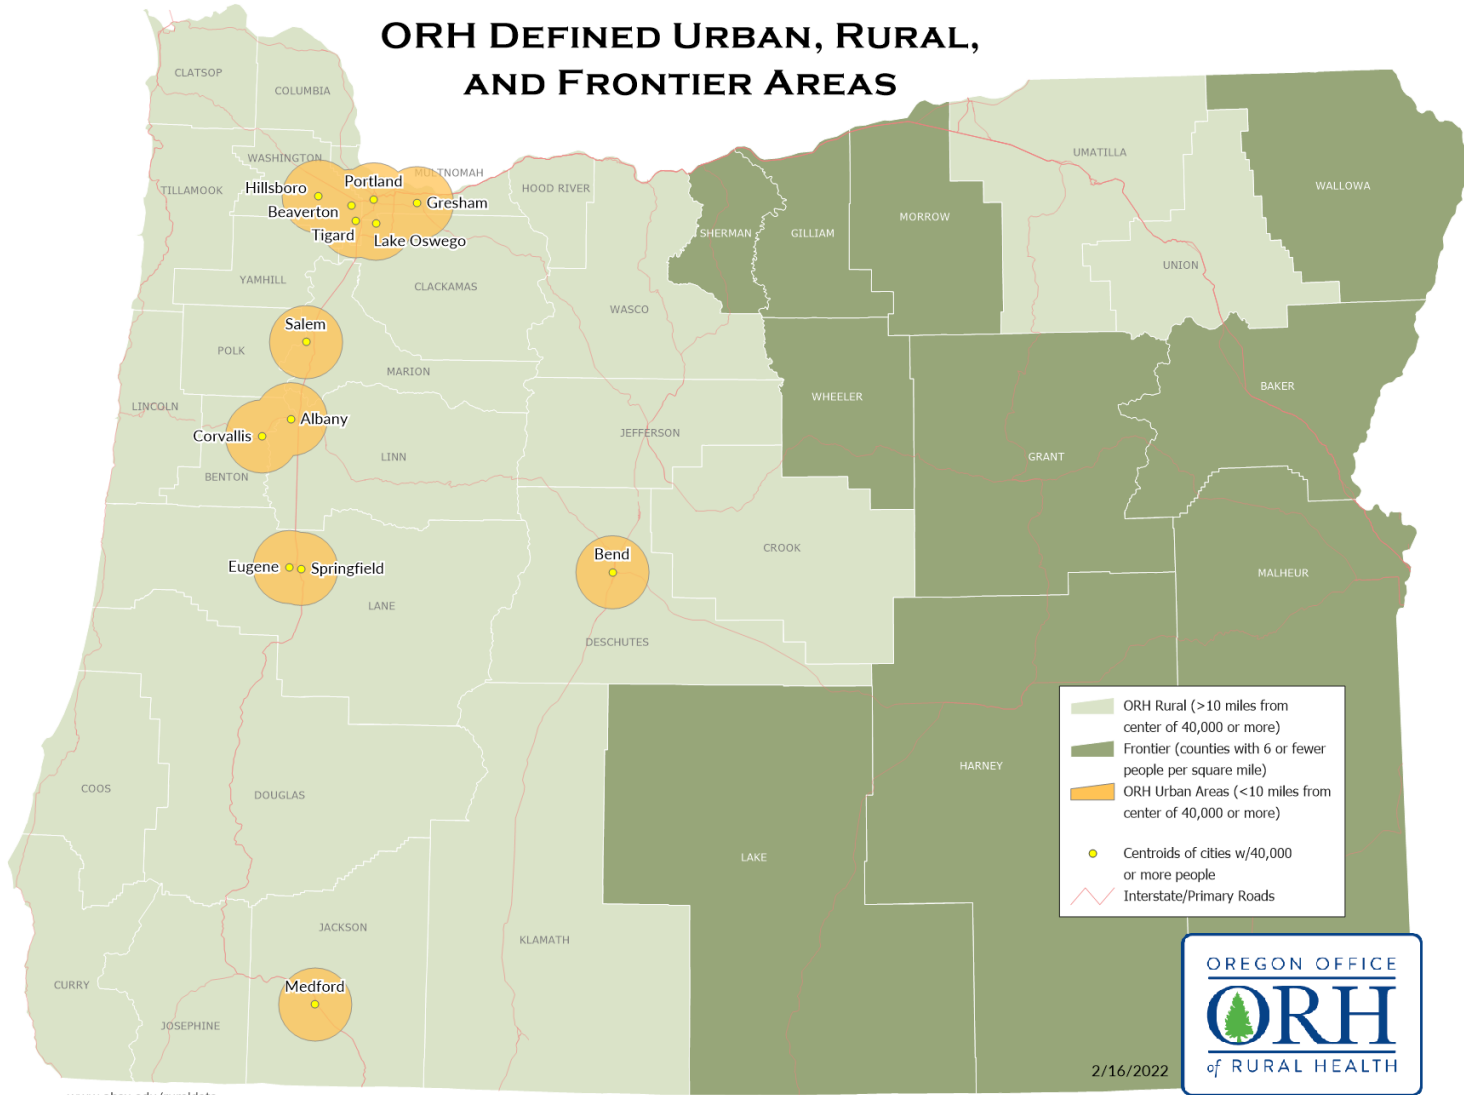 ORH DEFINED URBAN, RURAL,
AND FRONTIER AREAS
CLATSOP
COLUMBIA
WASHINGTON
MULTNOMAH
TILLAMOOK
Hillsboro
Portland
Beaverton
Gresham
Tigard
Lake Oswego
HOOD RIVER
UMATILLA
WALLOWA
SHERMAN
GILLIAM
MORROW
UNION
YAMHILL
CLACKAMAS
WASCO
Salem
POLK
MARION
LINCOLN
Albany
Corvallis
JEFFERSON
WHEELER
BAKER
LINN
BENTON
GRANT
Eugene
Springfield
Bend
CROOK
MALHEUR
LANE
DESCHUTES
COOS
DOUGLAS
HARNEY
LAKE
JACKSON
KLAMATH
CURRY
Medford
JOSEPHINE
ORH Rural (>10 miles from
center of 40,000 or more)
Frontier (counties with 6 or fewer
people per square mile)
ORH Urban Areas (<10 miles from
center of 40,000 or more)
Centroids of cities w/40,000
or more people
Interstate/Primary Roads
2/16/2022
OREGON OFFICE
ORH
of RURAL HEALTH